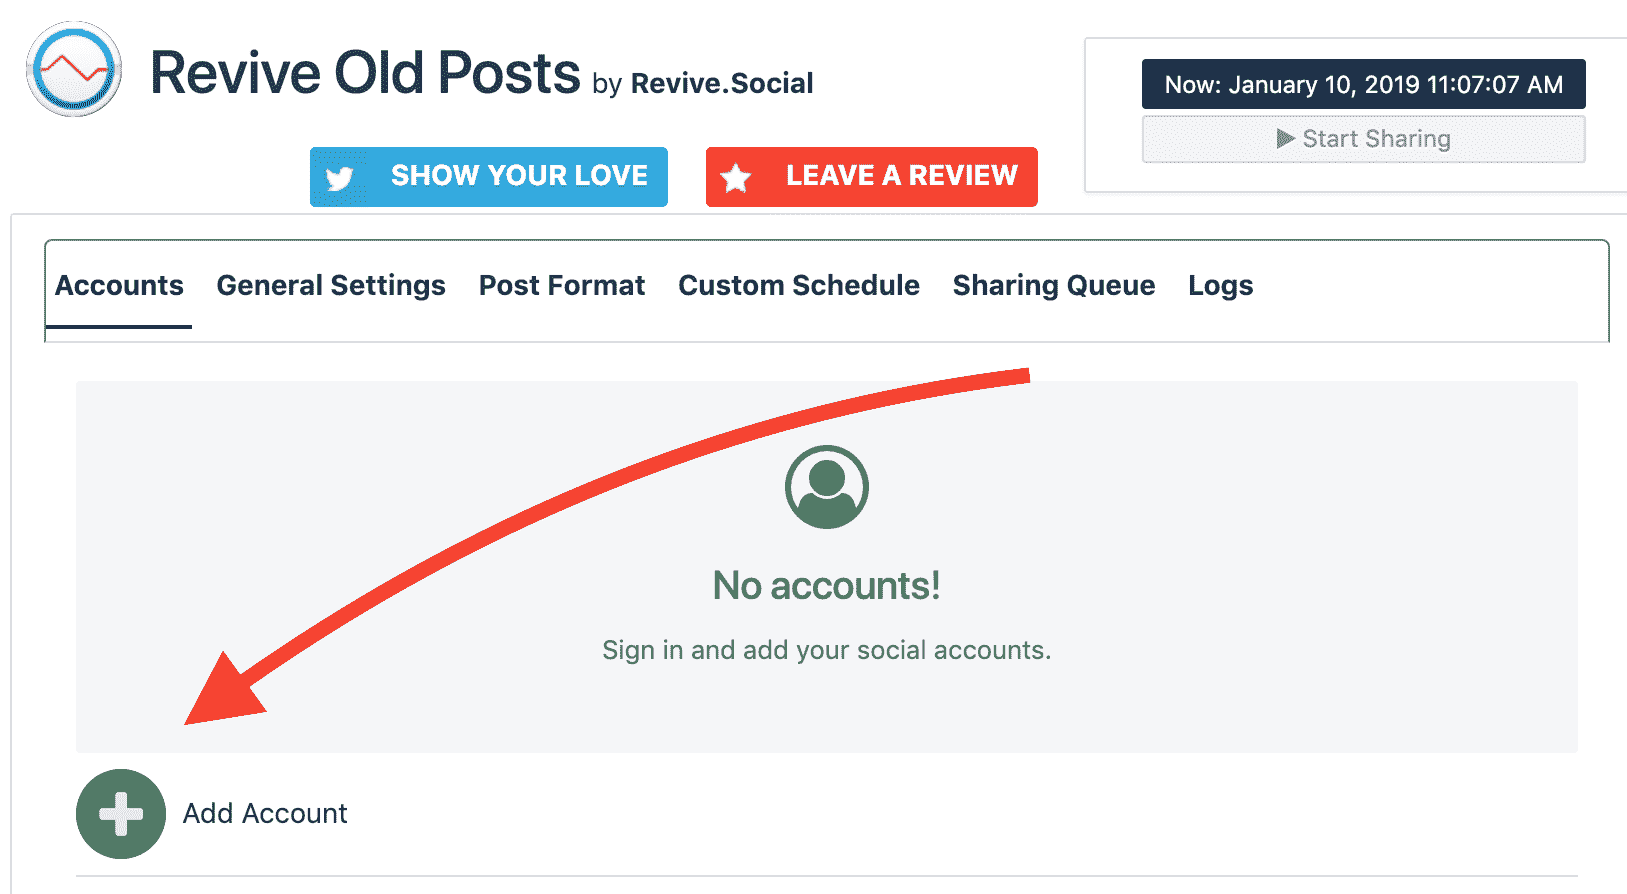 Revive Old Posts by Revive.Social
Now: January 10, 2019 11:07:07 AM
Start Sharing
SHOW YOUR LOVE
LEAVE A REVIEW
Accounts General Settings Post Format Custom Schedule Sharing Queue Logs
No accounts!
Sign in and add your social accounts.
Add Account